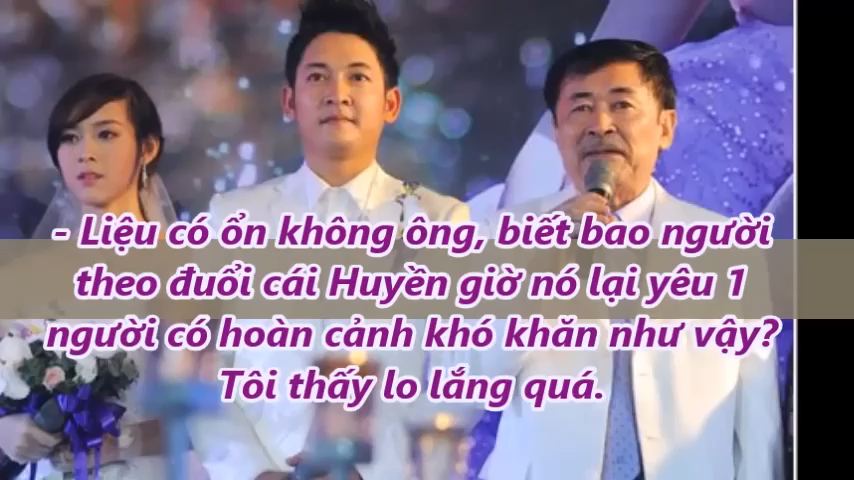 - Liệu có ổn không ông, biết bao người
theo đuổi cái Huyền giờ nó lại yêu 1
người có hoàn cảnh khó khăn như vậy?
Tôi thấy lo lắng quá.